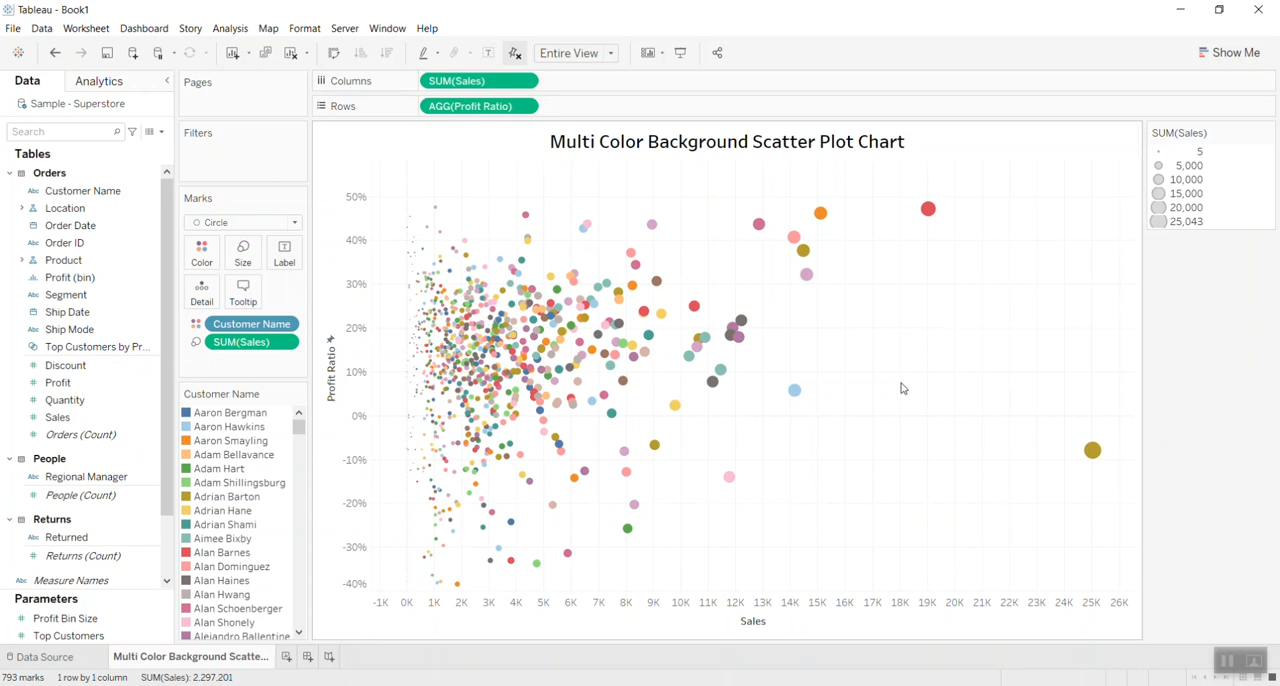 Tableau - Book1
File Data Worksheet Dashboard Story Analysis Map Format Server Window Help
Entire View
Show Me
Data Analytics
Sample - Superstore
Search
Tables
Orders
Abc Customer Name
Location
Order Date
Abc Order ID
Product
Profit (bin)
Abc Segment
Ship Date
Abc Ship Mode
Top Customers by Pr...
Discount
Profit
Quantity
Sales
Orders (Count)
People
Abc Regional Manager
People (Count)
Returns
Abc Returned
Returns (Count)
Abc Measure Names
Parameters
Profit Bin Size
Top Customers
Pages
Filters
Marks
Circle
Color Size Label
Detail Tooltip
Customer Name
SUM(Sales)
Customer Name
Aaron Bergman
Aaron Hawkins
Aaron Smayling
Adam Bellavance
Adam Hart
Adam Shillingsburg
Adrian Barton
Adrian Hane
Adrian Shami
Aimee Bixby
Alan Barnes
Alan Dominguez
Alan Haines
Alan Hwang
Alan Schoenberger
Alan Shonely
Alejandro Ballentine
Columns SUM(Sales)
Rows AGG(Profit Ratio)
Multi Color Background Scatter Plot Chart
50%
40%
30%
20%
10%
0%
-10%
-20%
-30%
-40%
Profit Ratio
-1K 0K 1K 2K 3K 4K 5K 6K 7K 8K 9K 10K 11K 12K 13K 14K 15K 16K 17K 18K 19K 20K 21K 22K 23K 24K 25K 26K
Sales
SUM(Sales)
5
5,000
10,000
15,000
20,000
25,043
Data Source Multi Color Background Scatte...
793 marks 1 row by 1 column SUM(Sales): 2,297,201